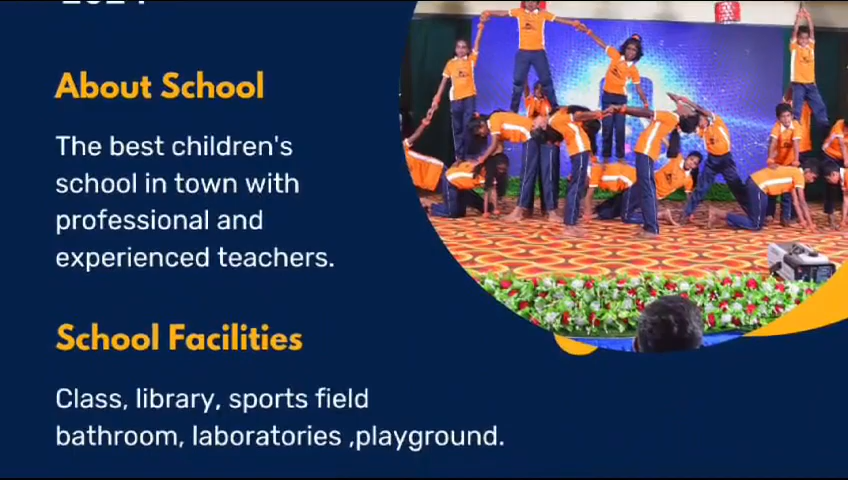 About School
The best children's
school in town with
professional and
experienced teachers.
School Facilities
Class, library, sports field
bathroom, laboratories ,playground.